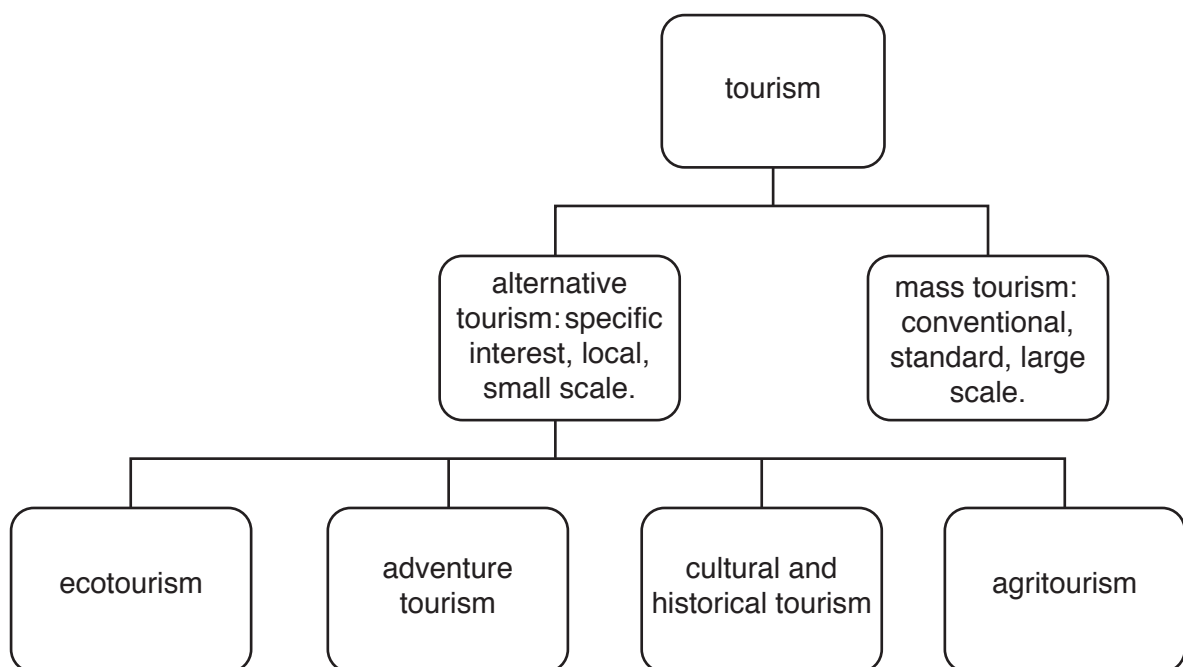 tourism
alternative
tourism: specific
interest, local,
small scale.
mass tourism:
conventional,
standard, large
scale.
ecotourism
adventure
tourism
cultural and
historical tourism
agritourism